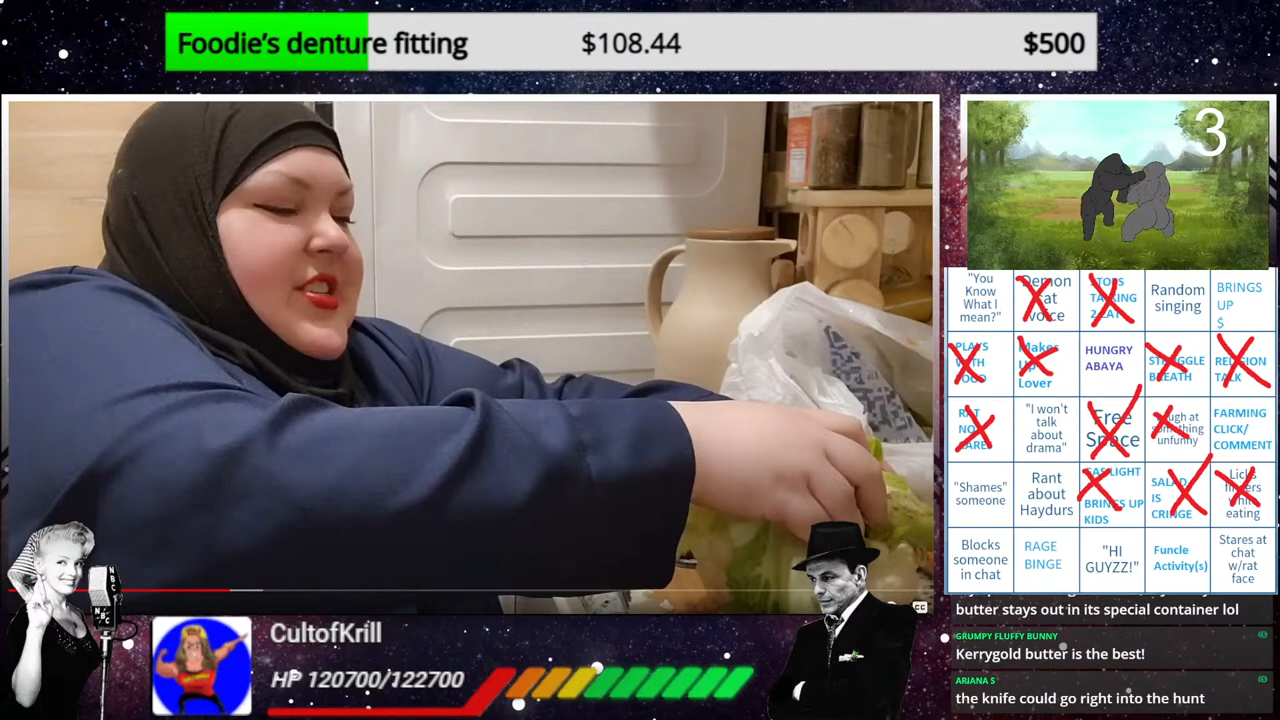 Foodie's denture fitting
$108.44
$500
3
"You
Know
What I
mean?"
Demon
cat
voice
STOPS
TALKING
2 EAT
Random
singing
BRINGS
UP
$
PLAYS
WITH
FOOD
Makes
Up
Lover
HUNGRY
ABAYA
STRUGGLE
BREATH
RELIGION
TALK
NO
CARE
"I won't
talk
about
drama"
Free
Space
something
unfunny
FARMING
CLICK/
COMMENT
"Shames"
someone
Rant
about
Haydurs
GASLIGHT
BRINGS UP
KIDS
SALAD
IS
CRINGE
Licks
fingers
while
eating
Blocks
someone
in chat
RAGE
BINGE
"HI
GUYZZ!"
Funcle
Activity(s)
Stares at
chat
w/rat
face
butter stays out in its special container lol
GRUMPY FLUFFY BUNNY
Kerrygold butter is the best!
ARIANA S
the knife could go right into the hunt
NBC
NBC
CultofKrill
HP 120700/122700
CC